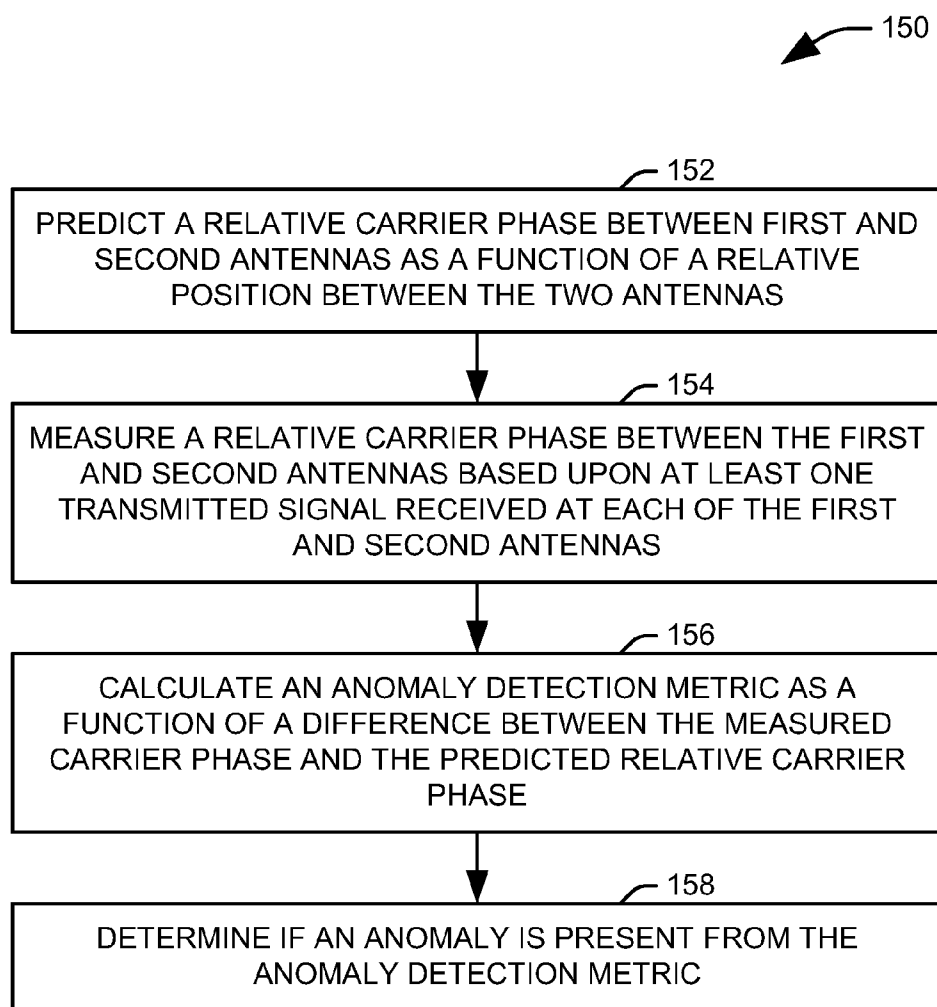 150
152
PREDICT A RELATIVE CARRIER PHASE BETWEEN FIRST AND
SECOND ANTENNAS AS A FUNCTION OF A RELATIVE
POSITION BETWEEN THE TWO ANTENNAS
154
MEASURE A RELATIVE CARRIER PHASE BETWEEN THE FIRST
AND SECOND ANTENNAS BASED UPON AT LEAST ONE
TRANSMITTED SIGNAL RECEIVED AT EACH OF THE FIRST
AND SECOND ANTENNAS
156
CALCULATE AN ANOMALY DETECTION METRIC AS A
FUNCTION OF A DIFFERENCE BETWEEN THE MEASURED
CARRIER PHASE AND THE PREDICTED RELATIVE CARRIER
PHASE
158
DETERMINE IF AN ANOMALY IS PRESENT FROM THE
ANOMALY DETECTION METRIC